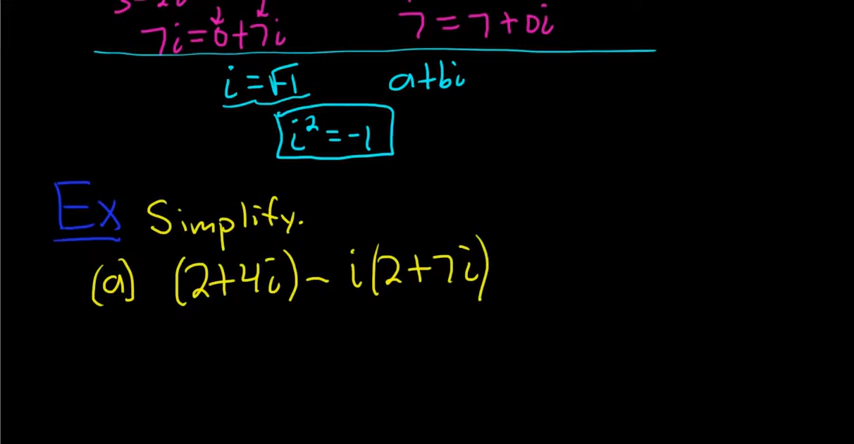 7i = 0 + 7i 7 = 7 + 0i
i = √-1 a + bi
i² = -1
Ex Simplify.
(a) (2 + 4i) - i(2 + 7i)